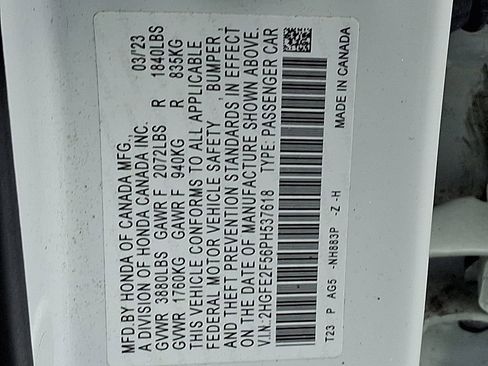 MFD. BY HONDA OF CANADA MFG., 03/23
A DIVISION OF HONDA CANADA INC.
GVWR 3880LBS GAWR F 2072LBS R 1840LBS
GVWR 1760KG GAWR F 940KG R 835KG
THIS VEHICLE CONFORMS TO ALL APPLICABLE
FEDERAL MOTOR VEHICLE SAFETY , BUMPER ,
AND THEFT PREVENTION STANDARDS IN EFFECT
ON THE DATE OF MANUFACTURE SHOWN ABOVE.
V.I.N.:2HGFE2F56PH537618 TYPE: PASSENGER CAR
T23 P AG5 -NH883P -Z -H MADE IN CANADA